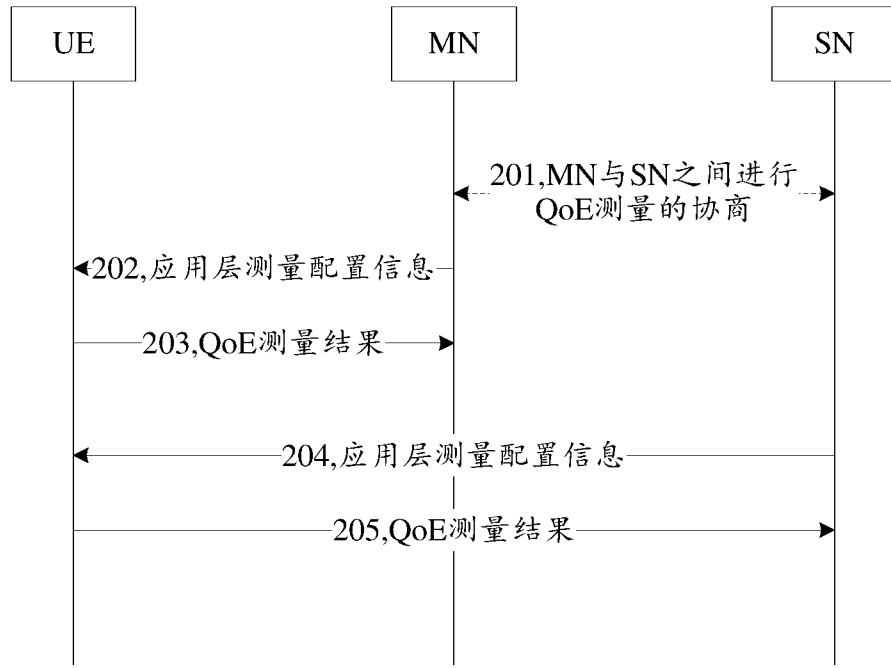 UE
MN
SN
201,MN与SN之间进行
QoE测量的协商
202,应用层测量配置信息
203,QoE测量结果
204,应用层测量配置信息
205,QoE测量结果